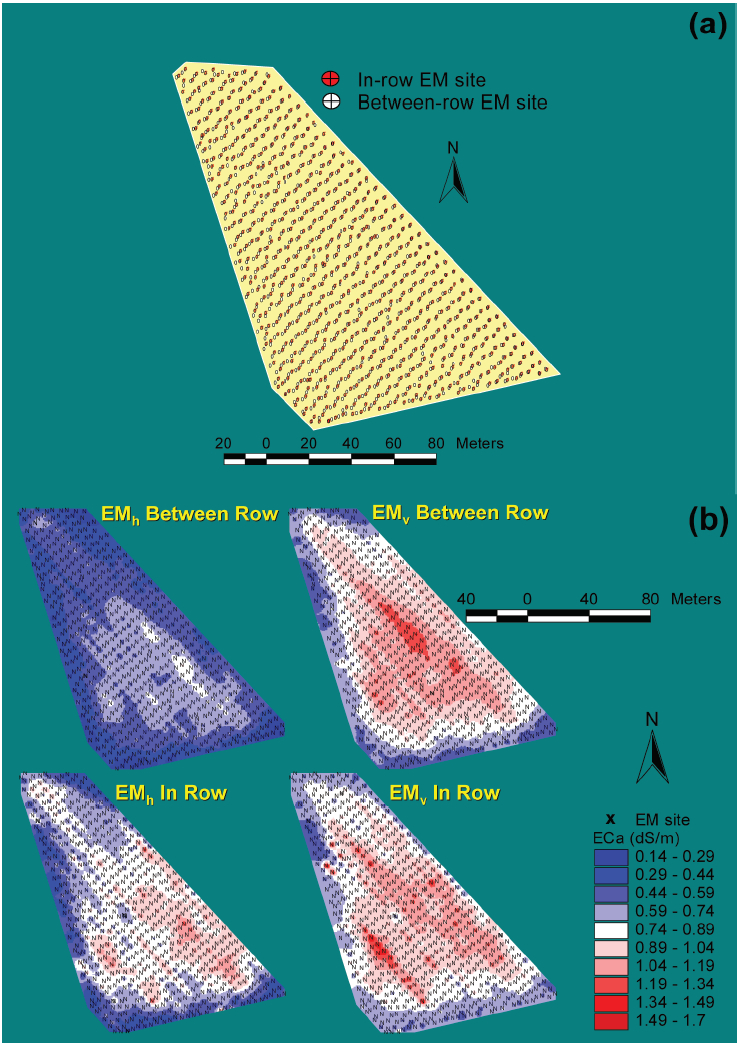 (a)
In-row EM site
Between-row EM site
N
20 0 20 40 60 80 Meters
(b)
EMh Between Row
EMv Between Row
40 0 40 80 Meters
N
EMh In Row
EMv In Row
x EM site
ECa (dS/m)
0.14 - 0.29
0.29 - 0.44
0.44 - 0.59
0.59 - 0.74
0.74 - 0.89
0.89 - 1.04
1.04 - 1.19
1.19 - 1.34
1.34 - 1.49
1.49 - 1.7